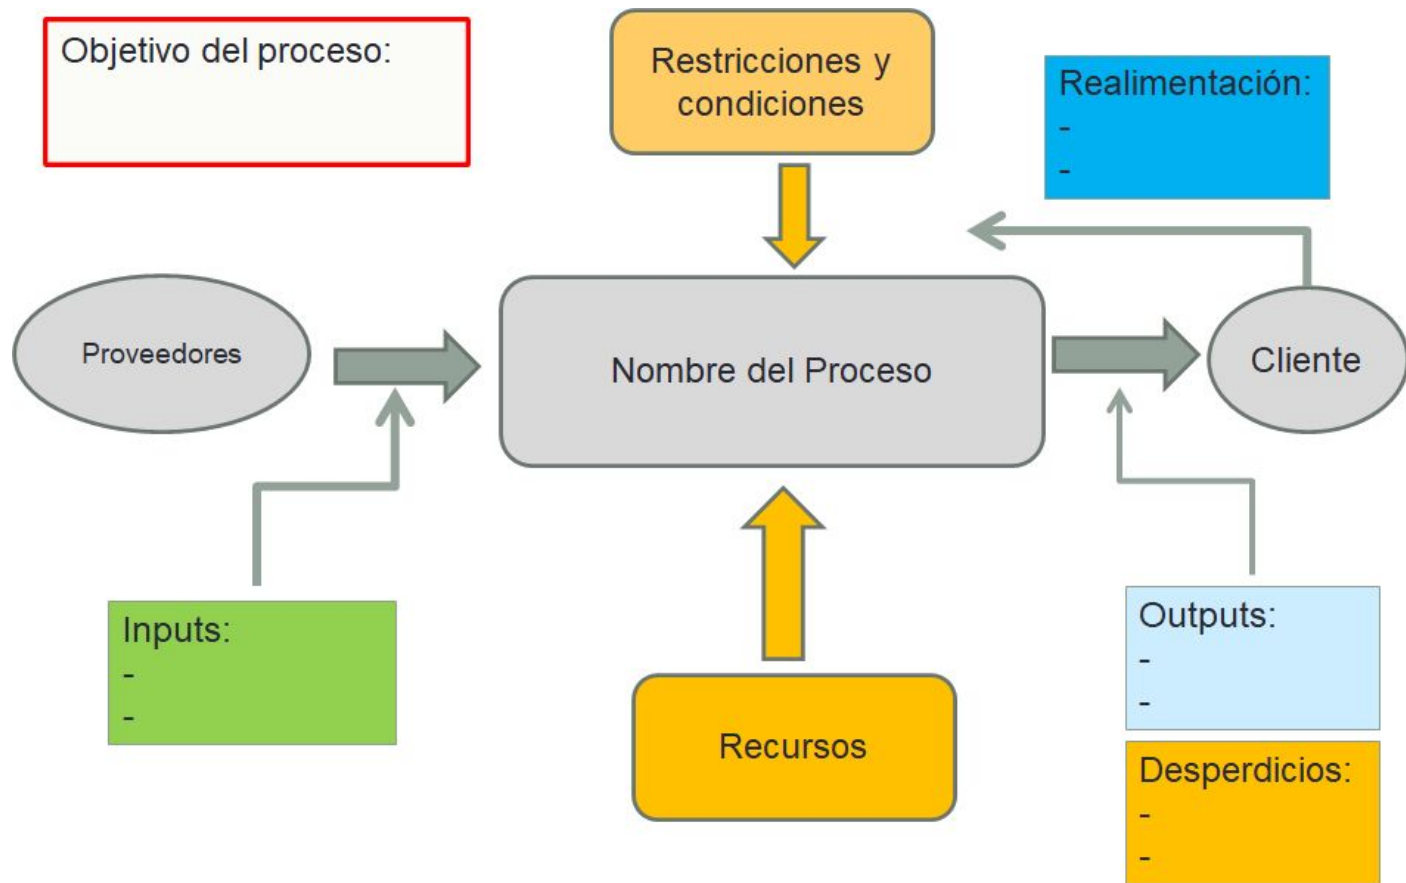 Objetivo del proceso:
Restricciones y
condiciones
Realimentación:
-
-
Proveedores
Nombre del Proceso
Cliente
Inputs:
-
-
Recursos
Outputs:
-
-
Desperdicios:
-
-